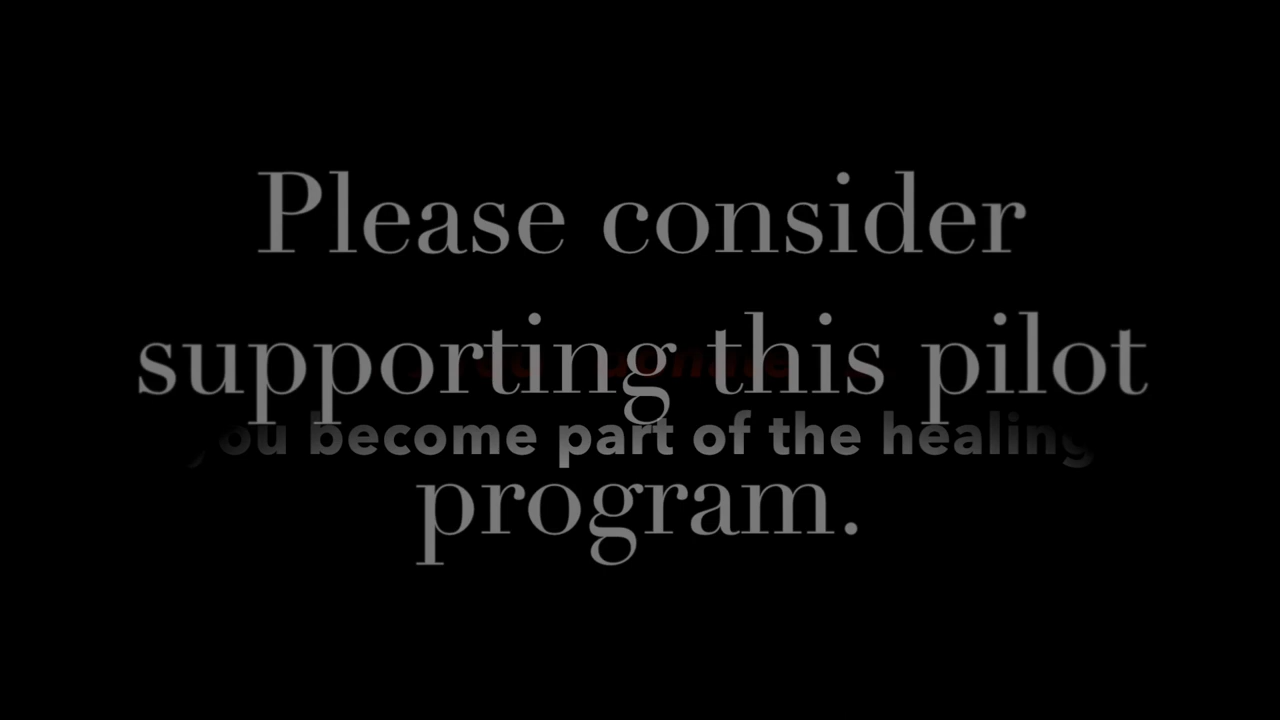 Please consider
supporting this pilot
you become part of the healing
program.